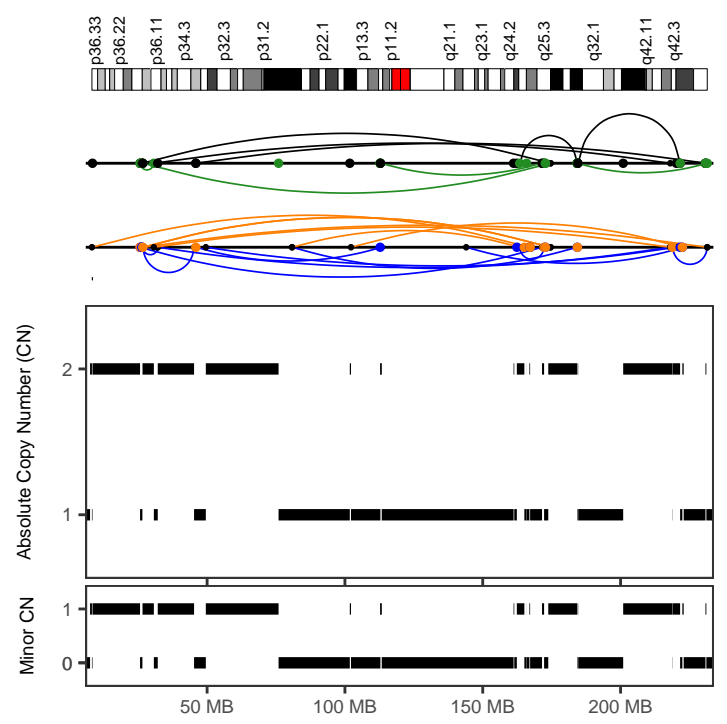 p36.33
p36.22
p36.11
p34.3
p32.3
p31.2
p22.1
p13.3
p11.2
q21.1
q23.1
q24.2
q25.3
q32.1
q42.11
q42.3
Absolute Copy Number (CN)
2
1
Minor CN
1
0
50 MB
100 MB
150 MB
200 MB